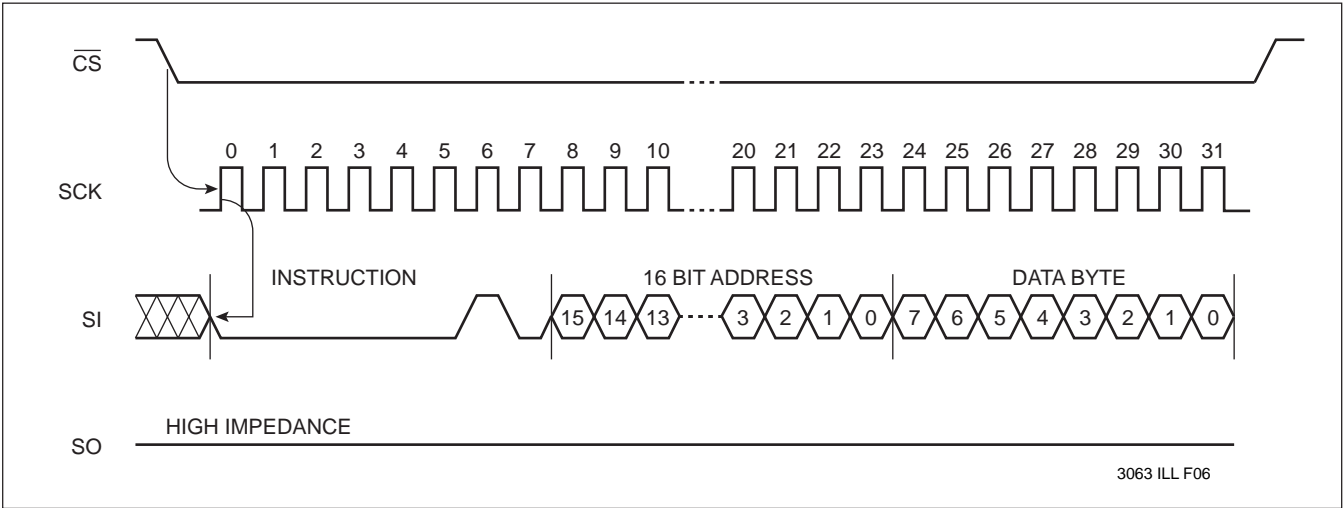 C̅S̅
0 1 2 3 4 5 6 7 8 9 10 20 21 22 23 24 25 26 27 28 29 30 31
SCK
INSTRUCTION 16 BIT ADDRESS DATA BYTE
SI 15 14 13 3 2 1 0 7 6 5 4 3 2 1 0
HIGH IMPEDANCE
SO
3063 ILL F06